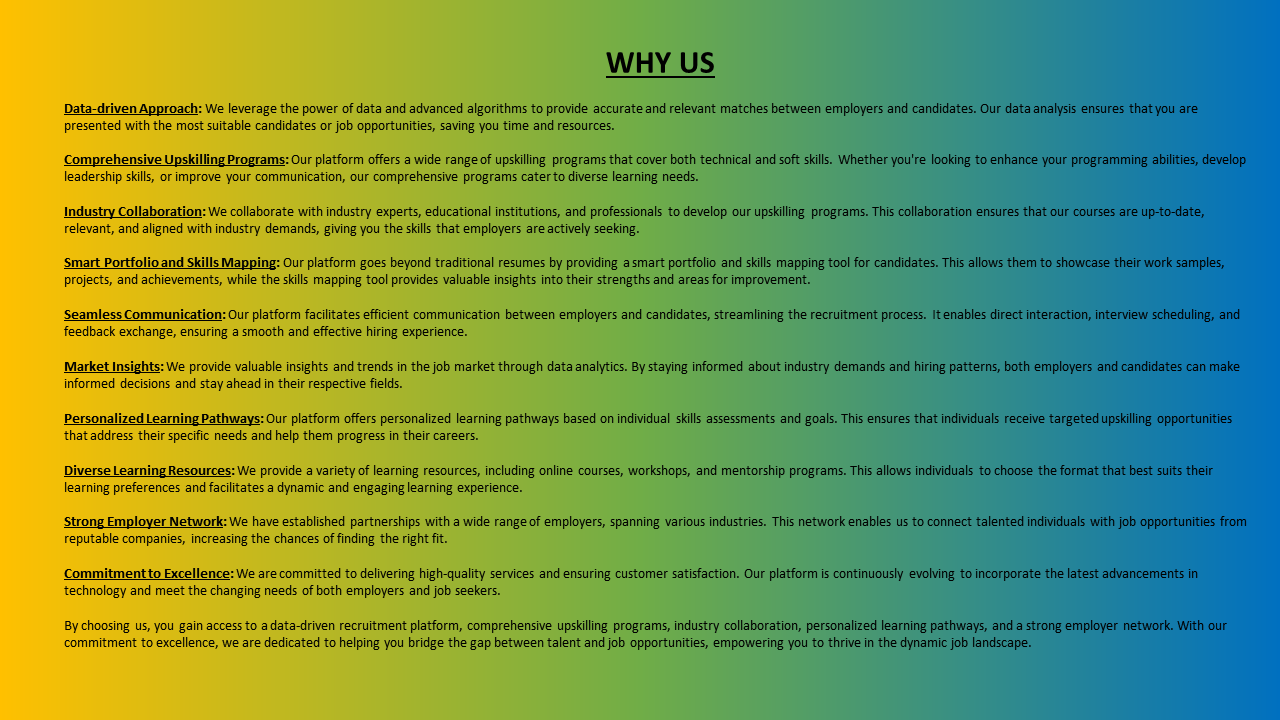 WHY US
Data-driven Approach: We leverage the power of data and advanced algorithms to provide accurate and relevant matches between employers and candidates. Our data analysis ensures that you are
presented with the most suitable candidates or job opportunities, saving you time and resources.
Comprehensive Upskilling Programs: Our platform offers a wide range of upskilling programs that cover both technical and soft skills. Whether you're looking to enhance your programming abilities, develop
leadership skills, or improve your communication, our comprehensive programs cater to diverse learning needs.
Industry Collaboration: We collaborate with industry experts, educational institutions, and professionals to develop our upskilling programs. This collaboration ensures that our courses are up-to-date,
relevant, and aligned with industry demands, giving you the skills that employers are actively seeking.
Smart Portfolio and Skills Mapping: Our platform goes beyond traditional resumes by providing a smart portfolio and skills mapping tool for candidates. This allows them to showcase their work samples,
projects, and achievements, while the skills mapping tool provides valuable insights into their strengths and areas for improvement.
Seamless Communication: Our platform facilitates efficient communication between employers and candidates, streamlining the recruitment process. It enables direct interaction, interview scheduling, and
feedback exchange, ensuring a smooth and effective hiring experience.
Market Insights: We provide valuable insights and trends in the job market through data analytics. By staying informed about industry demands and hiring patterns, both employers and candidates can make
informed decisions and stay ahead in their respective fields.
Personalized Learning Pathways: Our platform offers personalized learning pathways based on individual skills assessments and goals. This ensures that individuals receive targeted upskilling opportunities
that address their specific needs and help them progress in their careers.
Diverse Learning Resources: We provide a variety of learning resources, including online courses, workshops, and mentorship programs. This allows individuals to choose the format that best suits their
learning preferences and facilitates a dynamic and engaging learning experience.
Strong Employer Network: We have established partnerships with a wide range of employers, spanning various industries. This network enables us to connect talented individuals with job opportunities from
reputable companies, increasing the chances of finding the right fit.
Commitment to Excellence: We are committed to delivering high-quality services and ensuring customer satisfaction. Our platform is continuously evolving to incorporate the latest advancements in
technology and meet the changing needs of both employers and job seekers.
By choosing us, you gain access to a data-driven recruitment platform, comprehensive upskilling programs, industry collaboration, personalized learning pathways, and a strong employer network. With our
commitment to excellence, we are dedicated to helping you bridge the gap between talent and job opportunities, empowering you to thrive in the dynamic job landscape.